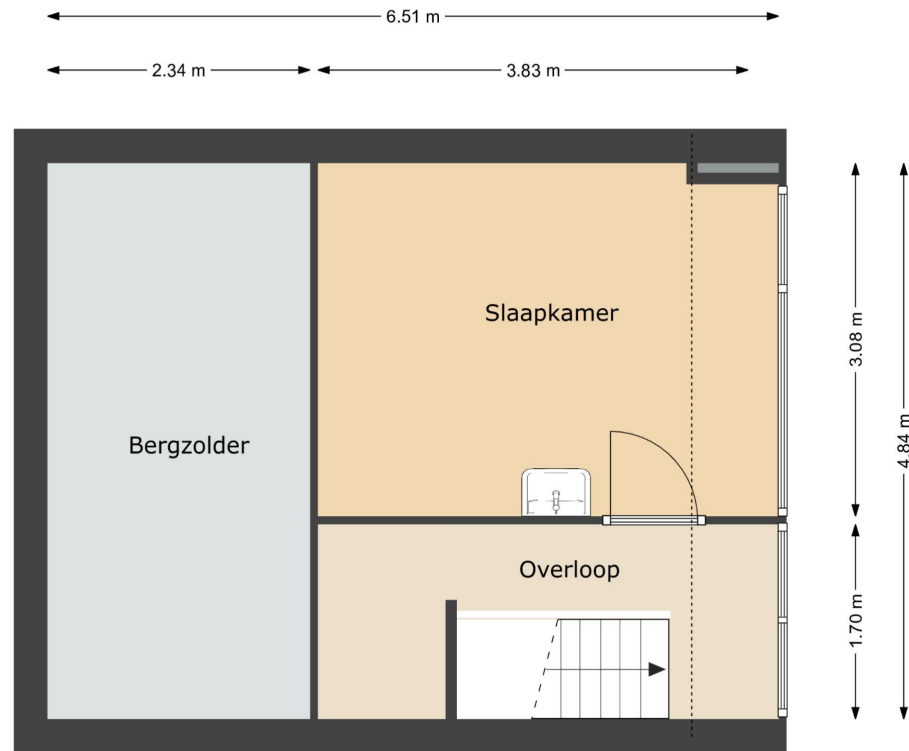 6.51 m
2.34 m
3.83 m
Slaapkamer
3.08 m
4.84 m
Bergzolder
Overloop
1.70 m